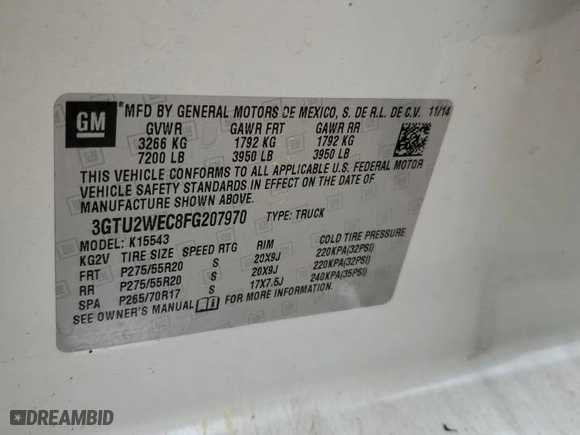 GM
MFD BY GENERAL MOTORS DE MEXICO, S. DE R.L. DE C.V. 11/14
GVWR GAWR FRT GAWR RR
3266 KG 1792 KG 1792 KG
7200 LB 3950 LB 3950 LB
THIS VEHICLE CONFORMS TO ALL APPLICABLE U.S. FEDERAL MOTOR
VEHICLE SAFETY STANDARDS IN EFFECT ON THE DATE OF
MANUFACTURE SHOWN ABOVE.
3GTU2WEC8FG207970 TYPE: TRUCK
MODEL: K15543
KG2V TIRE SIZE SPEED RTG RIM COLD TIRE PRESSURE
FRT P275/55R20 S 20X9J 220KPA(32PSI)
RR P275/55R20 S 20X9J 220KPA(32PSI)
SPA P265/70R17 S 17X7.5J 240KPA(35PSI)
SEE OWNER'S MANUAL FOR MORE INFORMATION.
DREAMBID